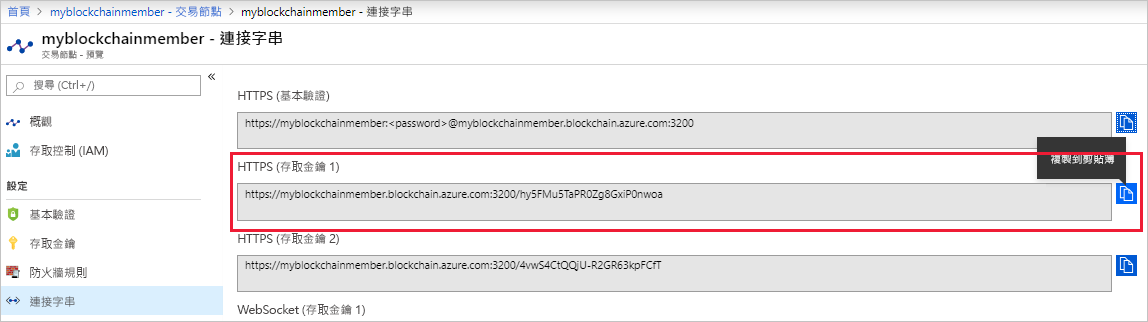 首頁 > myblockchainmember - 交易節點 > myblockchainmember - 連接字串
myblockchainmember - 連接字串
交易節點 - 預覽
搜尋 (Ctrl+/)
概觀
存取控制 (IAM)
設定
基本驗證
存取金鑰
防火牆規則
連接字串
HTTPS (基本驗證)
https://myblockchainmember:<password>@myblockchainmember.blockchain.azure.com:3200
複製到剪貼簿
HTTPS (存取金鑰 1)
https://myblockchainmember.blockchain.azure.com:3200/hy5FMu5TaPR0Zg8GxiP0nwoa
HTTPS (存取金鑰 2)
https://myblockchainmember.blockchain.azure.com:3200/4vwS4CtQQjU-R2GR63kpFCfT
WebSocket (存取金鑰 1)